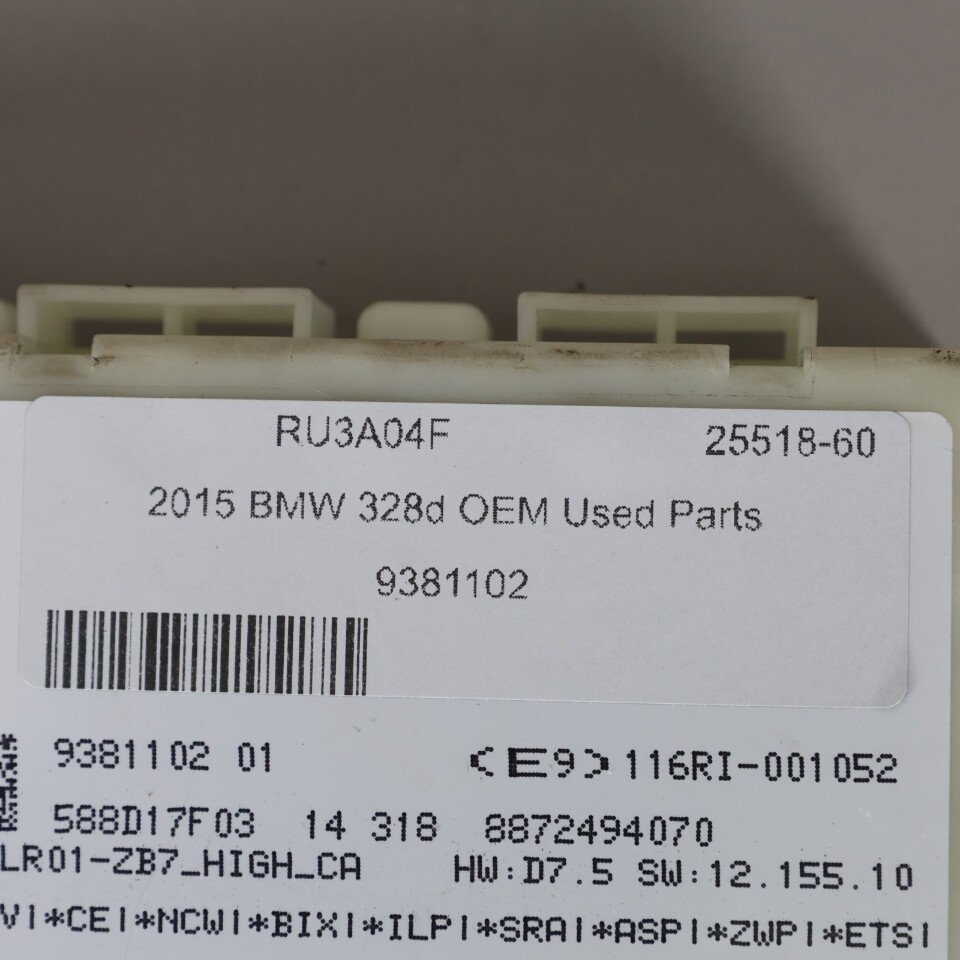 RU3A04F 25518-60
2015 BMW 328d OEM Used Parts
9381102
9381102 01 <E9>116RI-001052
588D17F03 14 318 8872494070
LR01-ZB7_HIGH_CA HW:D7.5 SW:12.155.10
V|*CE|*NCW|*BIX|*ILP|*SRA|*ASP|*ZWP|*ETS|